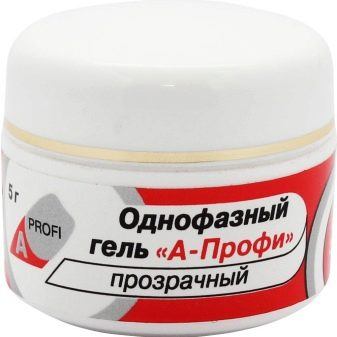 5 г
A PROFI
Однофазный
гель «А-Профи»
прозрачный